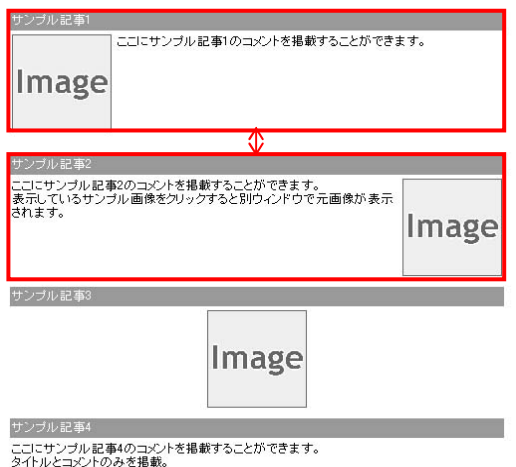 サンプル記事1
ここにサンプル記事1のコメントを掲載することができます。
Image
サンプル記事2
ここにサンプル記事2のコメントを掲載することができます。
表示しているサンプル画像をクリックすると別ウィンドウで元画像が表示
されます。
Image
サンプル記事3
Image
サンプル記事4
ここにサンプル記事4のコメントを掲載することができます。
タイトルとコメントのみを掲載。